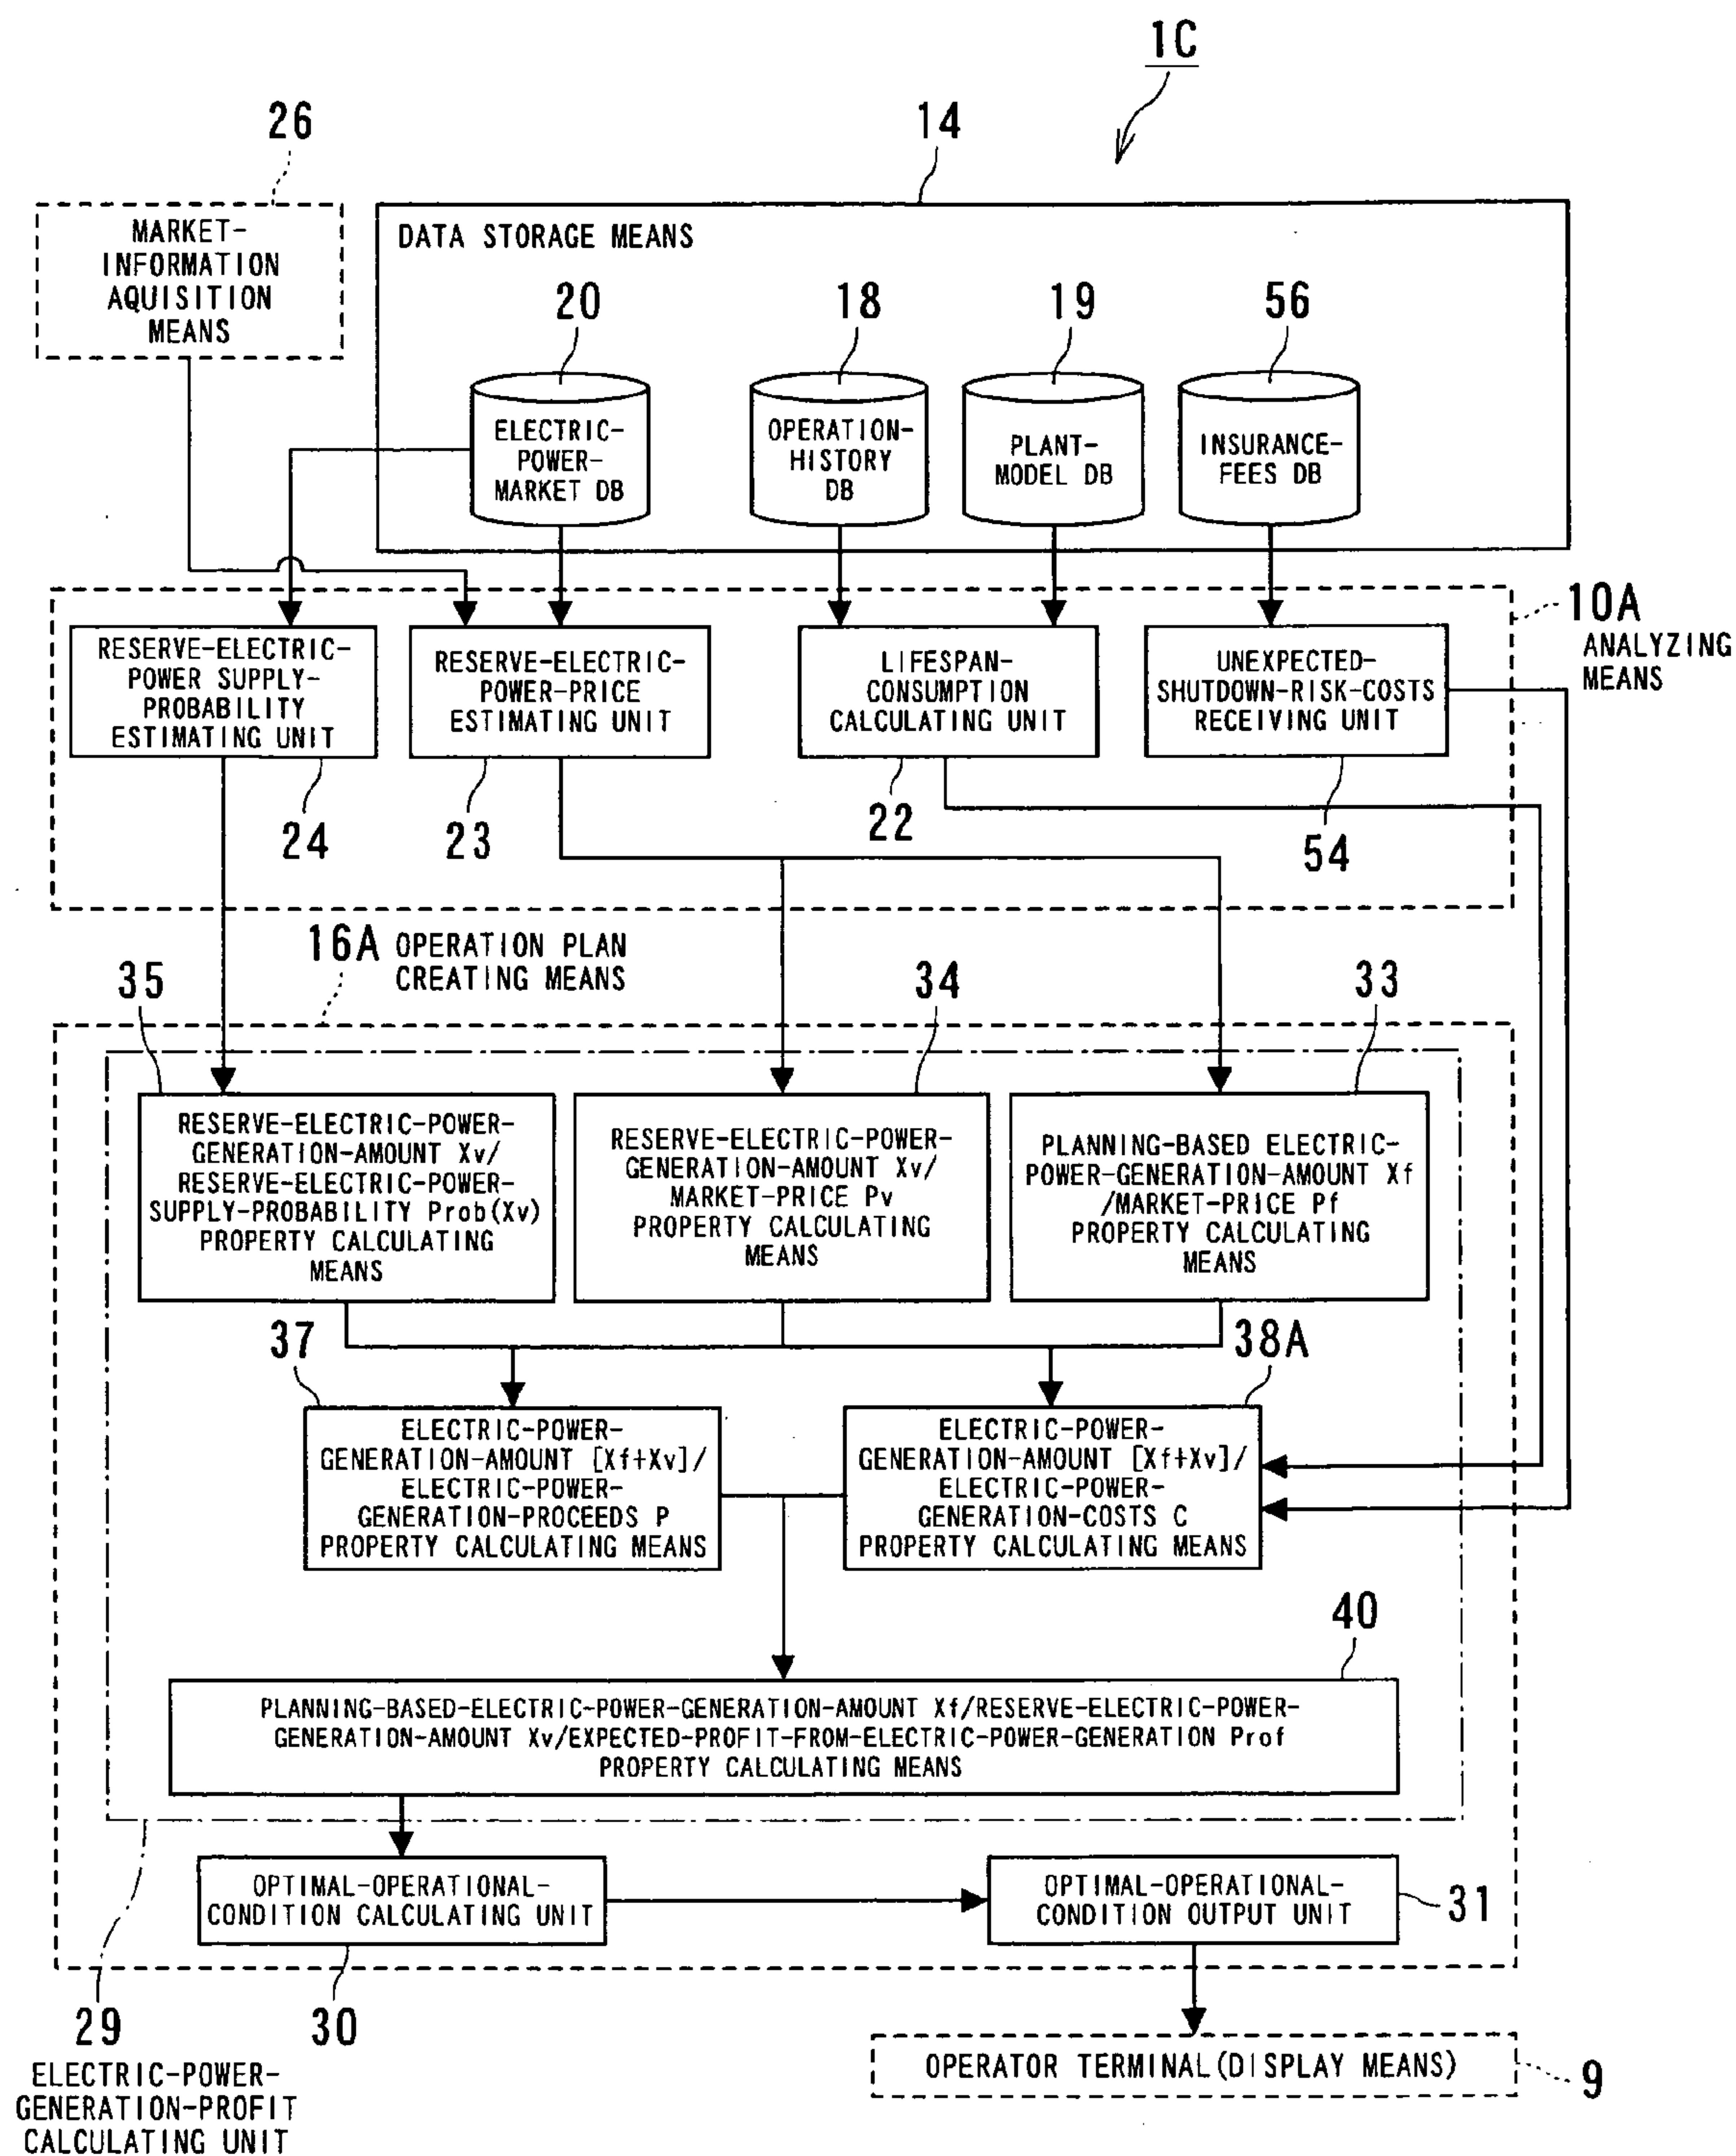 1C
26
14
MARKET-
INFORMATION
AQUISITION
MEANS
DATA STORAGE MEANS
20
18
19
56
ELECTRIC-
POWER-
MARKET DB
OPERATION-
HISTORY
DB
PLANT-
MODEL DB
INSURANCE-
FEES DB
10A
ANALYZING
MEANS
RESERVE-ELECTRIC-
POWER SUPPLY-
PROBABILITY
ESTIMATING UNIT
RESERVE-ELECTRIC-
POWER-PRICE
ESTIMATING UNIT
LIFESPAN-
CONSUMPTION
CALCULATING UNIT
UNEXPECTED-
SHUTDOWN-RISK-COSTS
RECEIVING UNIT
24
23
22
54
16A OPERATION PLAN
CREATING MEANS
35
34
33
RESERVE-ELECTRIC-POWER-
GENERATION-AMOUNT Xv/
RESERVE-ELECTRIC-POWER-
SUPPLY-PROBABILITY Prob(Xv)
PROPERTY CALCULATING
MEANS
RESERVE-ELECTRIC-POWER-
GENERATION-AMOUNT Xv/
MARKET-PRICE Pv
PROPERTY CALCULATING
MEANS
PLANNING-BASED ELECTRIC-
POWER-GENERATION-AMOUNT Xf
/MARKET-PRICE Pf
PROPERTY CALCULATING
MEANS
37
38A
ELECTRIC-POWER-
GENERATION-AMOUNT [Xf+Xv]/
ELECTRIC-POWER-
GENERATION-PROCEEDS P
PROPERTY CALCULATING MEANS
ELECTRIC-POWER-
GENERATION-AMOUNT [Xf+Xv]/
ELECTRIC-POWER-
GENERATION-COSTS C
PROPERTY CALCULATING MEANS
40
PLANNING-BASED-ELECTRIC-POWER-GENERATION-AMOUNT Xf/RESERVE-ELECTRIC-POWER-
GENERATION-AMOUNT Xv/EXPECTED-PROFIT-FROM-ELECTRIC-POWER-GENERATION Prof
PROPERTY CALCULATING MEANS
OPTIMAL-OPERATIONAL-
CONDITION CALCULATING UNIT
OPTIMAL-OPERATIONAL-
CONDITION OUTPUT UNIT
31
29
ELECTRIC-POWER-
GENERATION-PROFIT
CALCULATING UNIT
30
OPERATOR TERMINAL(DISPLAY MEANS)
9